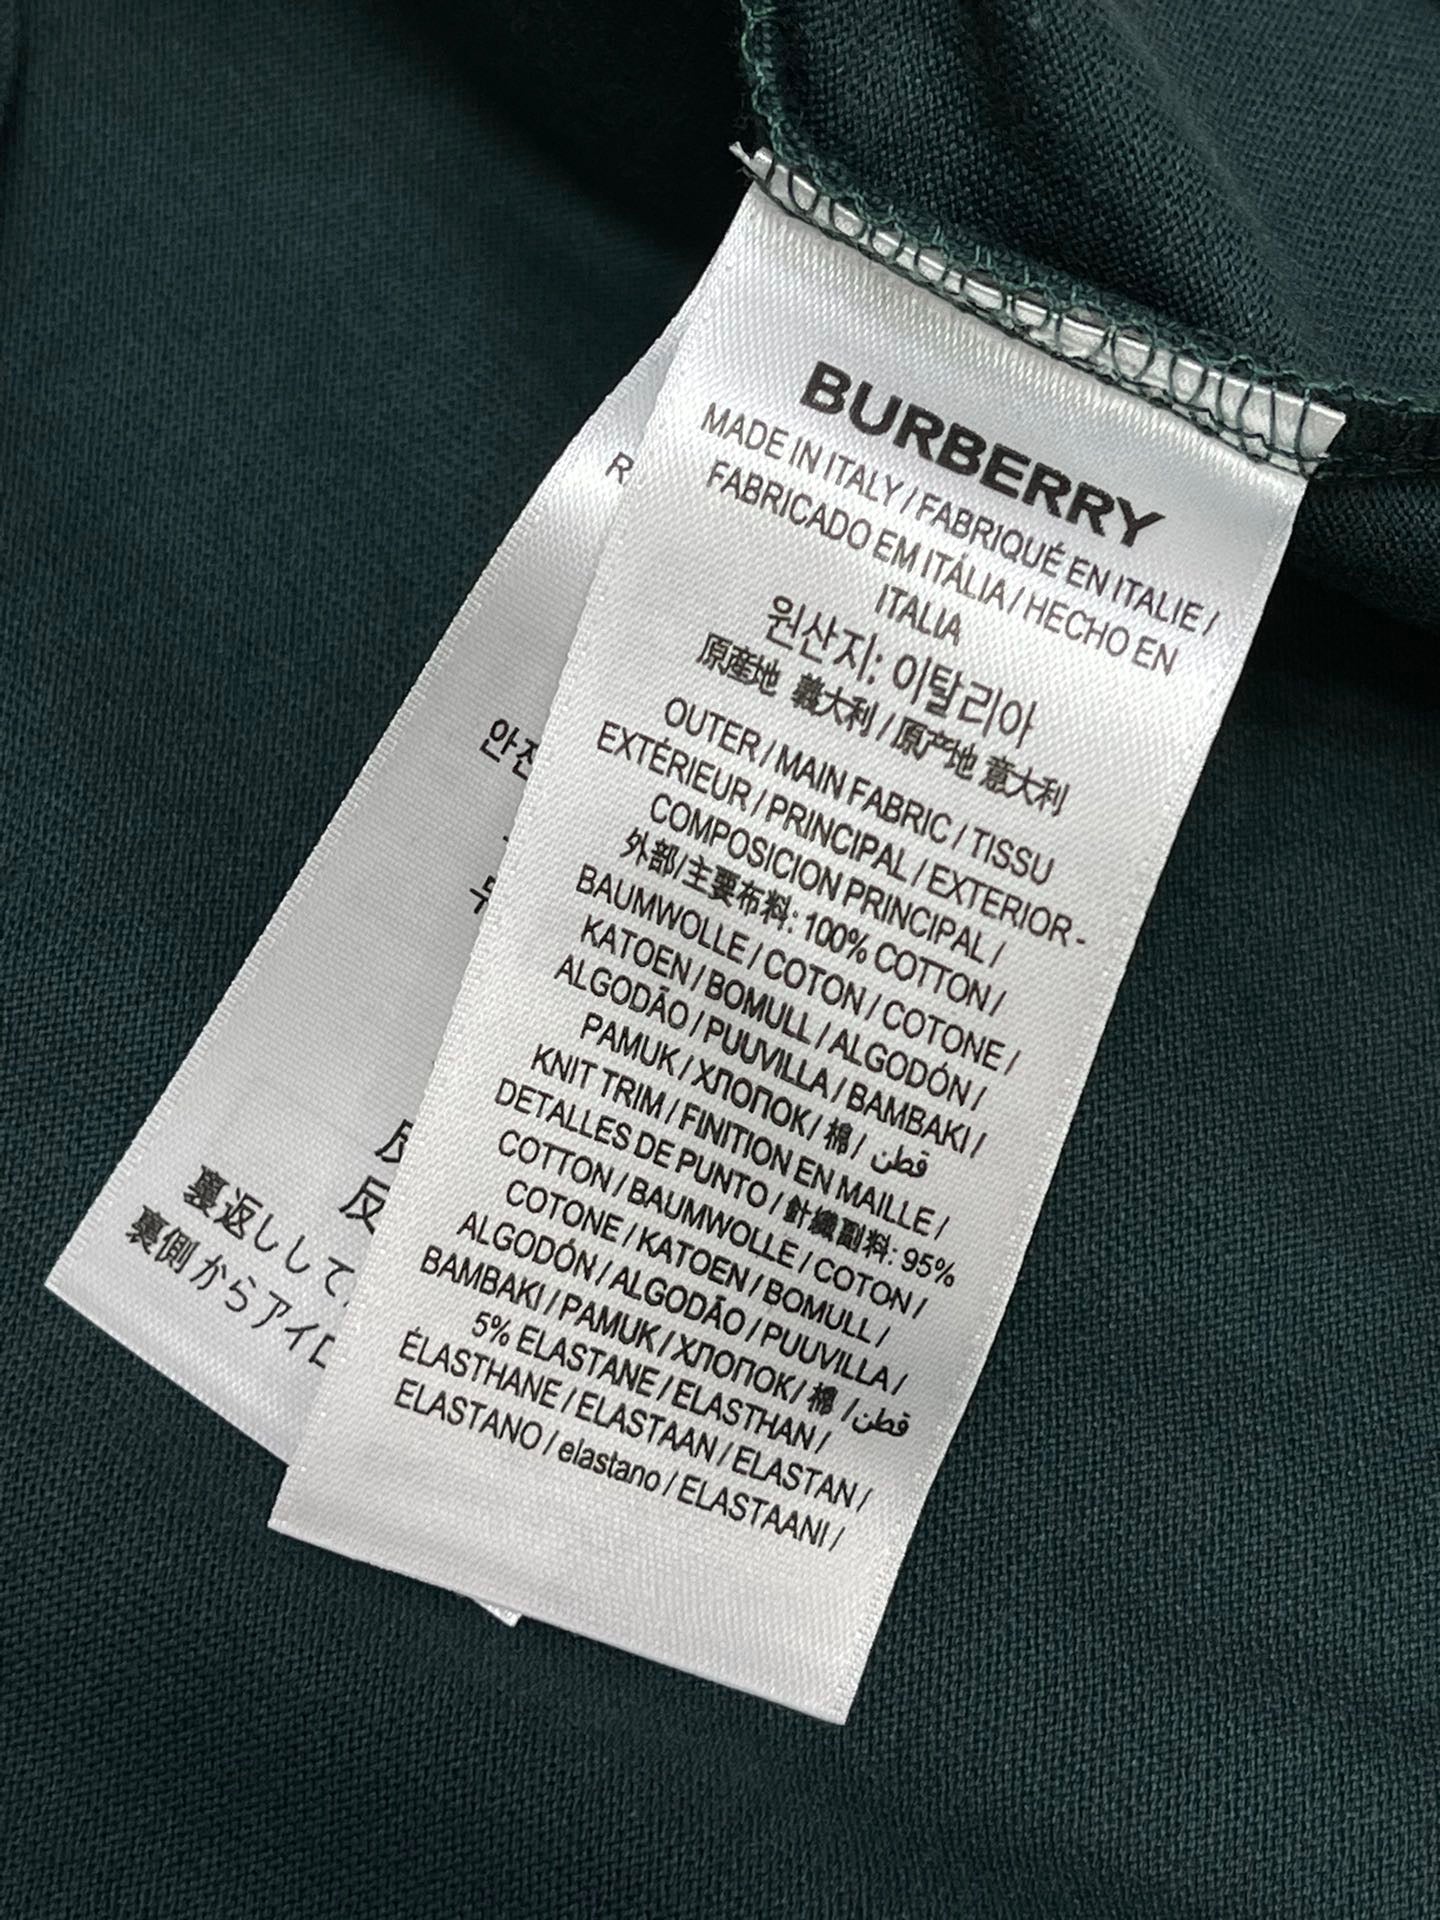 BURBERRY
MADE IN ITALY / FABRIQUÉ EN ITALIE /
FABRICADO EM ITÁLIA / HECHO EN
ITALIA
원산지: 이탈리아
原産地 義大利 / 原产地 意大利
OUTER / MAIN FABRIC / TISSU
EXTÉRIEUR / PRINCIPAL / EXTERIOR -
COMPOSICION PRINCIPAL /
外部/主要布料: 100% COTTON /
BAUMWOLLE / COTON / COTONE /
KATOEN / BOMULL / ALGODÓN /
ALGODÃO / PUUVILLA / BAMBAKI /
PAMUK / ХЛОПОК / 棉 / قطن
KNIT TRIM / FINITION EN MAILLE /
DETALLES DE PUNTO / 針織副料: 95%
COTTON / BAUMWOLLE / COTON /
COTONE / KATOEN / BOMULL /
ALGODÓN / ALGODÃO / PUUVILLA /
BAMBAKI / PAMUK / ХЛОПОК / 棉 / قطن
5% ELASTANE / ELASTHAN /
ÉLASTHANE / ELASTAAN / ELASTAN /
ELASTANO / elastano / ELASTAANI /
R
안전
反
裏返しして
裏側からアイロ